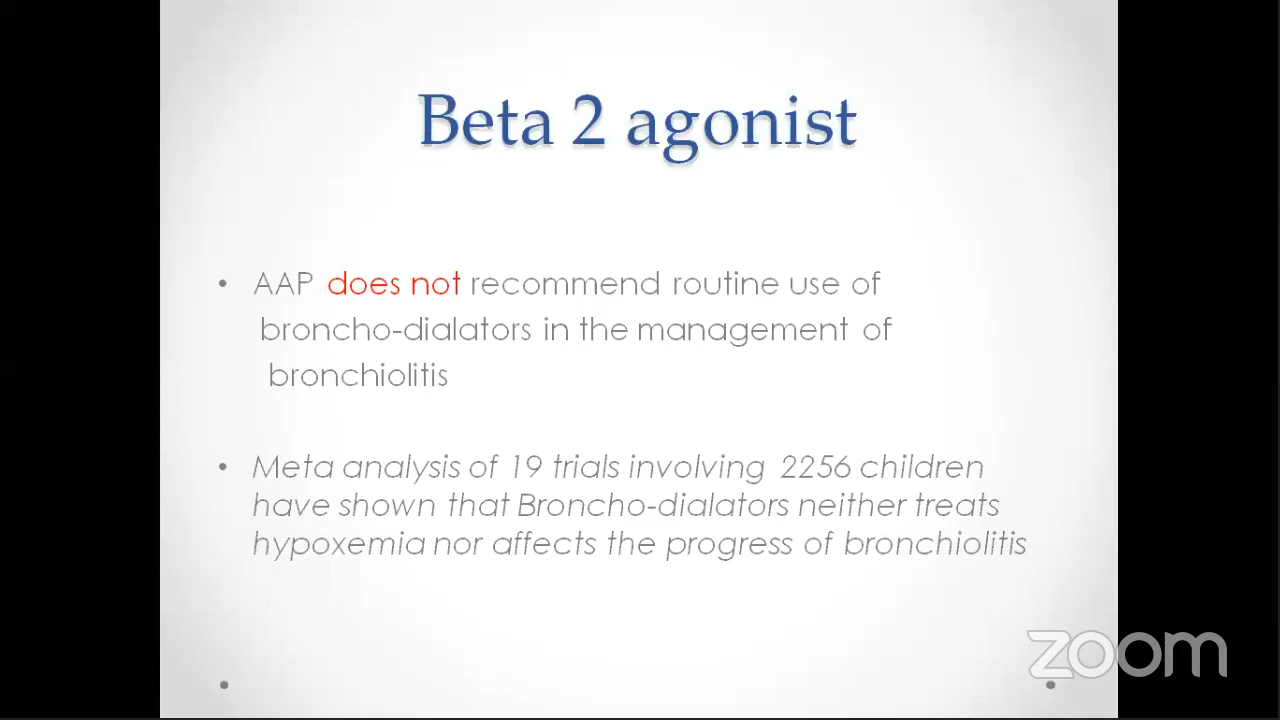 Beta 2 agonist
• AAP does not recommend routine use of
broncho-dialators in the management of
bronchiolitis
• Meta analysis of 19 trials involving 2256 children
have shown that Broncho-dialators neither treats
hypoxemia nor affects the progress of bronchiolitis
zoom